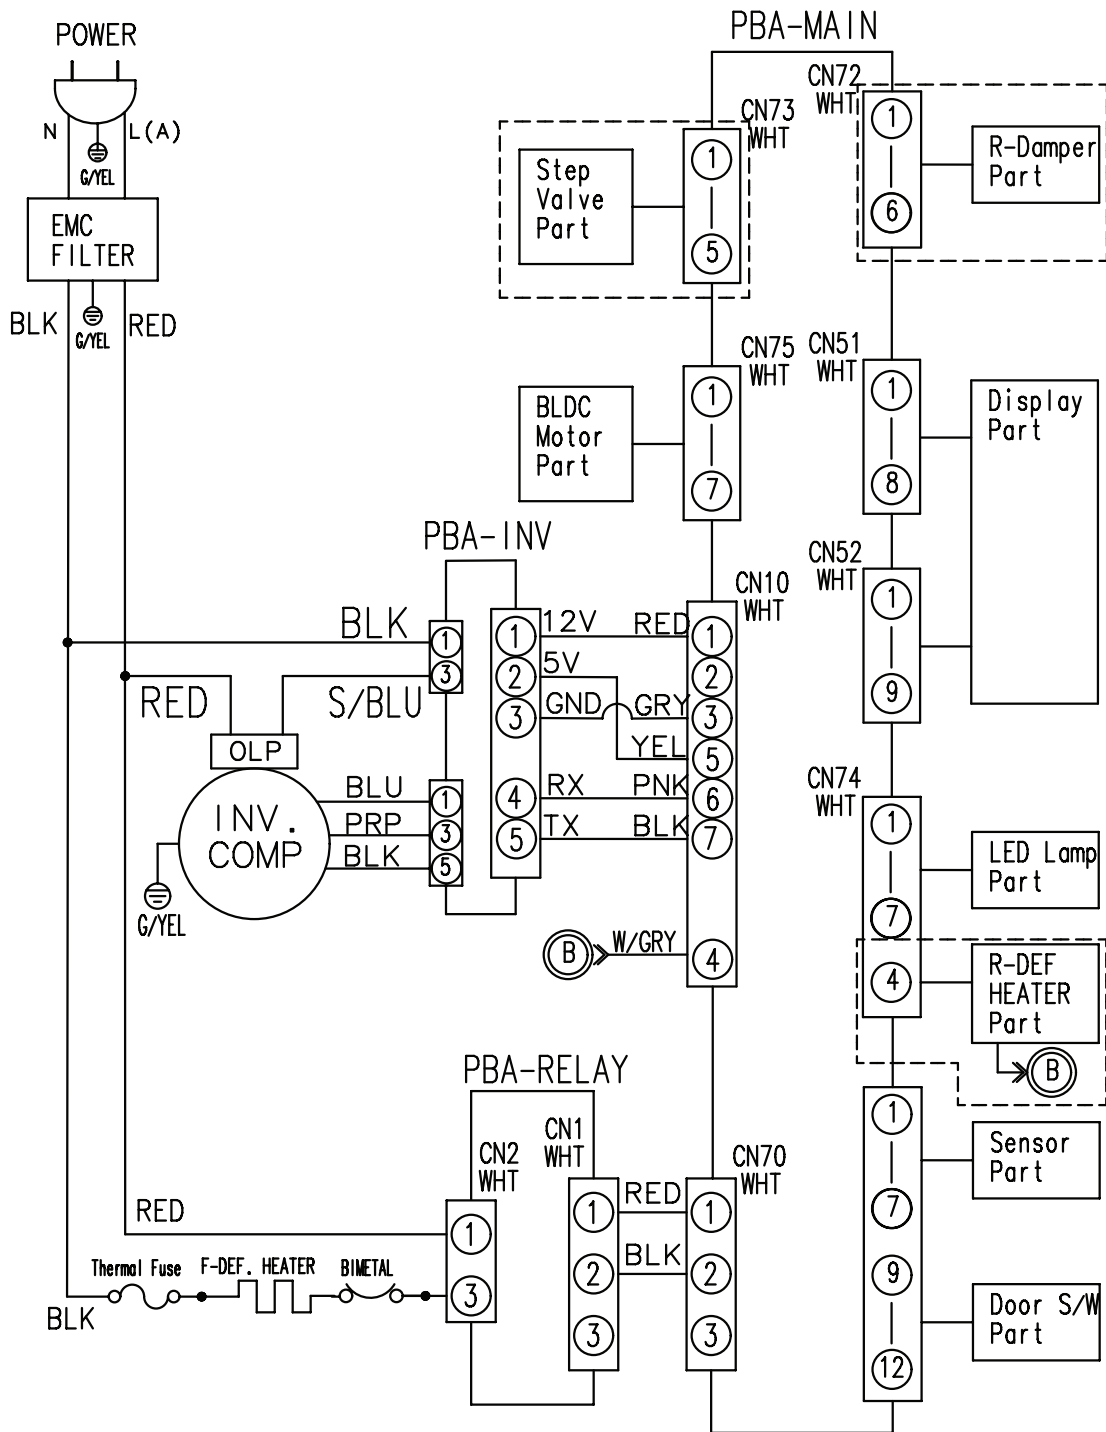 PBA-MAIN
POWER
N
L(A)
G/YEL
EMC
FILTER
BLK
G/YEL
RED
CN73
WHT
Step
Valve
Part
1
5
CN72
WHT
1
6
R-Damper
Part
CN75
WHT
BLDC
Motor
Part
1
7
CN51
WHT
1
8
Display
Part
CN52
WHT
1
9
PBA-INV
BLK
1
3
RED
S/BLU
OLP
INV.
COMP
G/YEL
BLU
PRP
BLK
1
3
5
1
2
3
4
5
12V
RED
5V
GND
GRY
YEL
RX
PNK
TX
BLK
CN10
WHT
1
2
3
5
6
7
B
W/GRY
4
CN74
WHT
1
7
4
LED Lamp
Part
R-DEF
HEATER
Part
B
PBA-RELAY
CN2
WHT
CN1
WHT
RED
1
3
1
2
3
RED
BLK
CN70
WHT
1
2
3
Thermal Fuse
F-DEF. HEATER
BIMETAL
BLK
1
7
9
12
Sensor
Part
Door S/W
Part